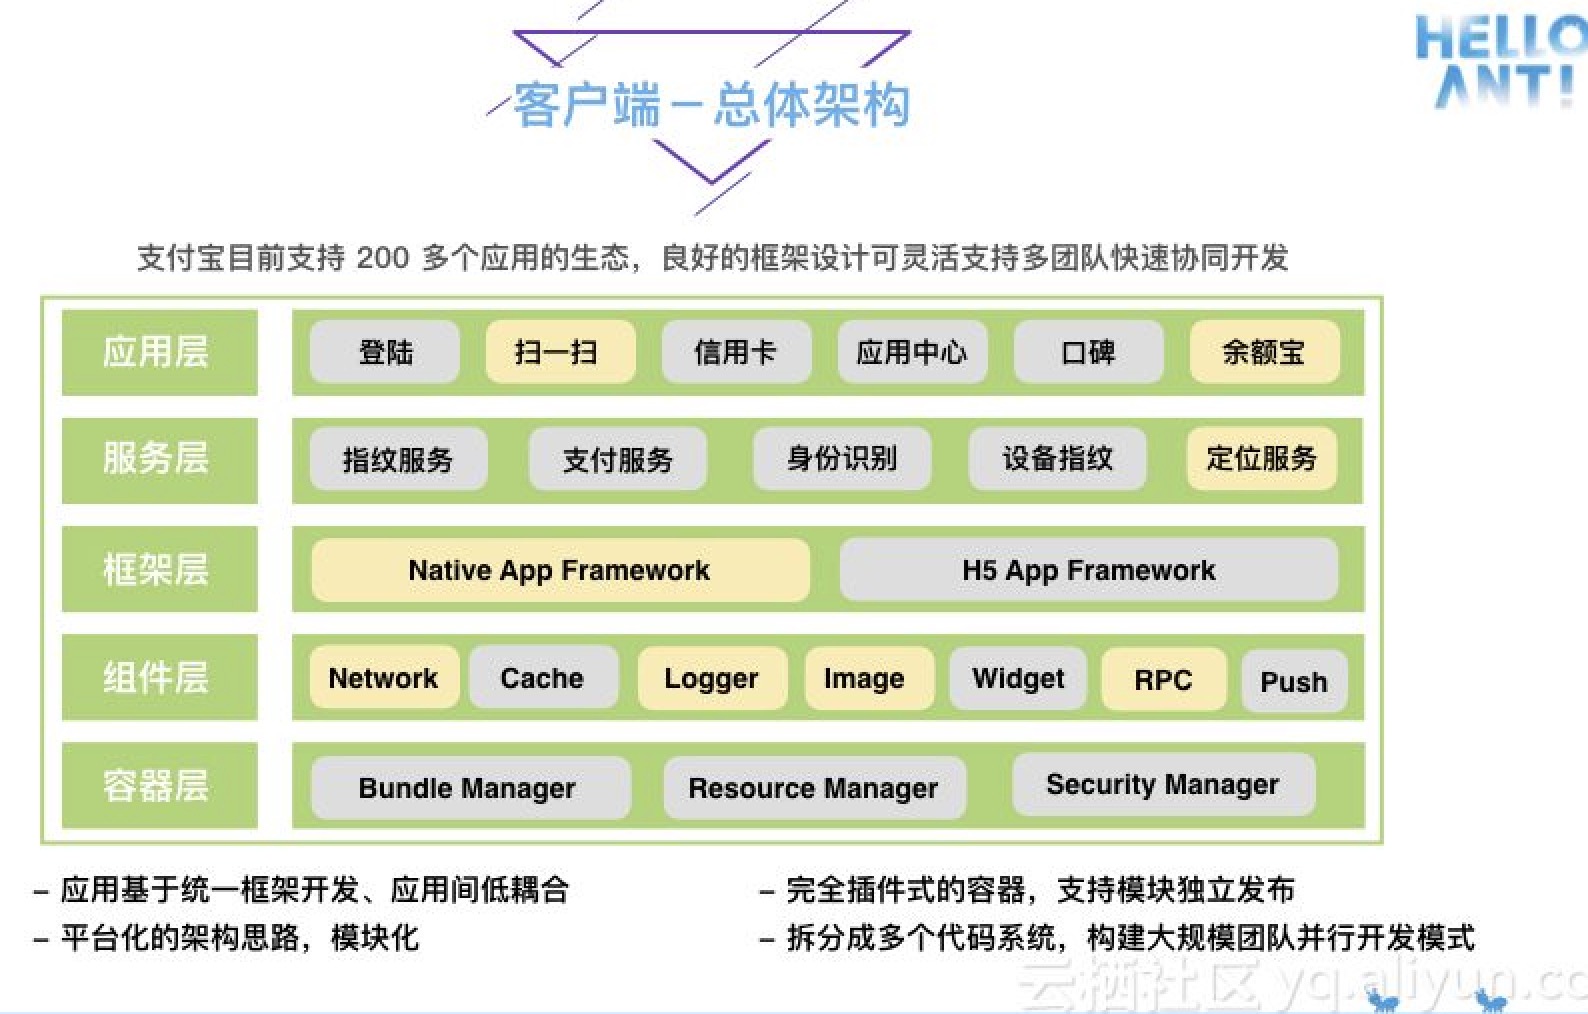 HELLO
ANT!
客户端－总体架构
支付宝目前支持 200 多个应用的生态，良好的框架设计可灵活支持多团队快速协同开发
应用层 登陆 扫一扫 信用卡 应用中心 口碑 余额宝
服务层 指纹服务 支付服务 身份识别 设备指纹 定位服务
框架层 Native App Framework H5 App Framework
组件层 Network Cache Logger Image Widget RPC Push
容器层 Bundle Manager Resource Manager Security Manager
– 应用基于统一框架开发、应用间低耦合 – 完全插件式的容器，支持模块独立发布
– 平台化的架构思路，模块化 – 拆分成多个代码系统，构建大规模团队并行开发模式
云栖社区 yq.aliyun.co